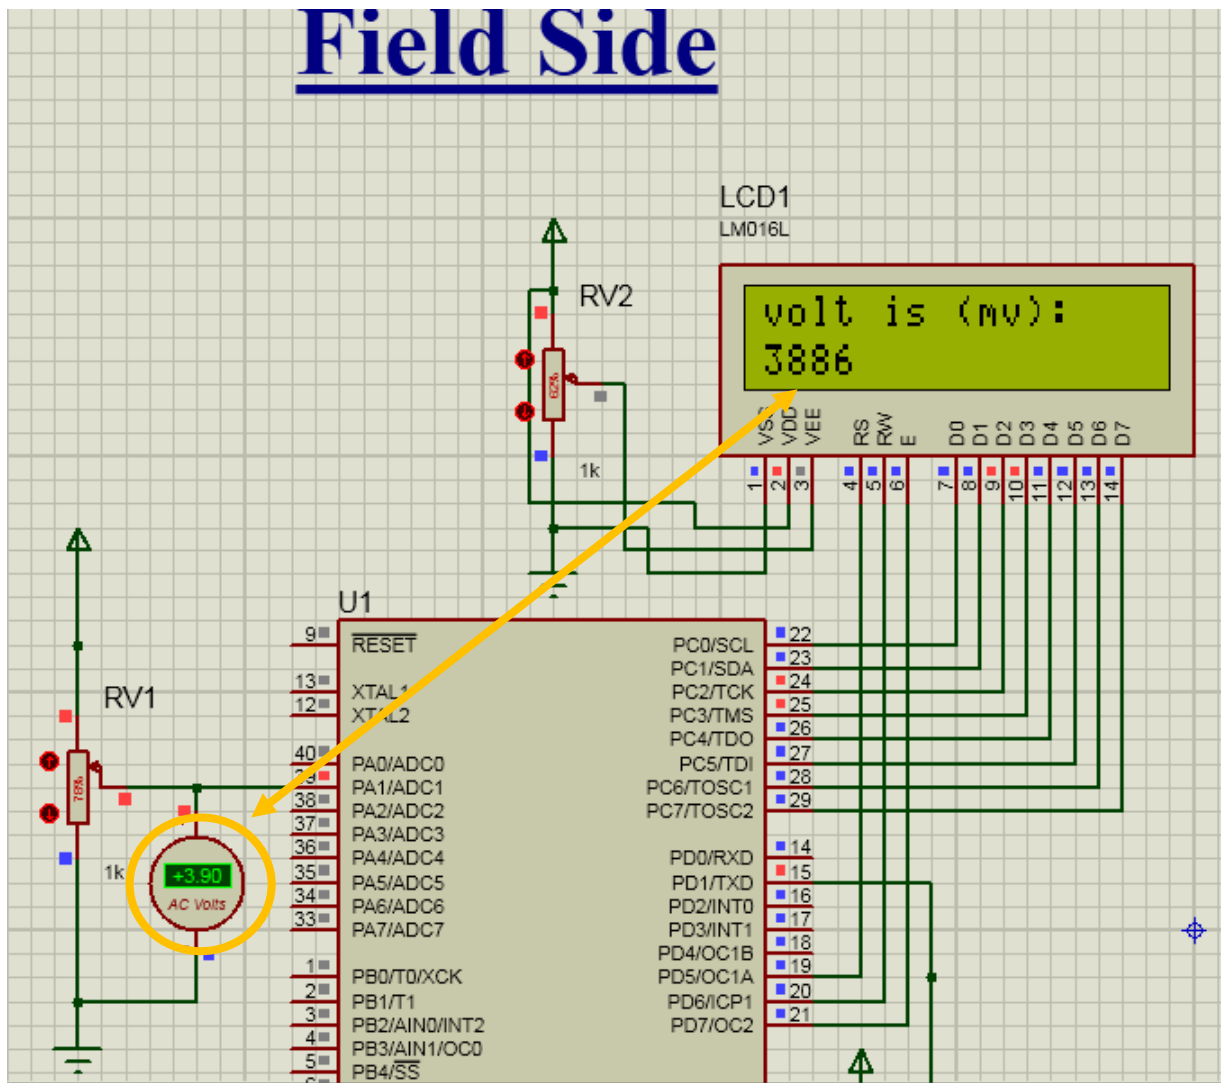 Field Side
LCD1
LM016L
volt is (mv):
3886
RV2
62%
1k
VSS
VDD
VEE
RS
RW
E
D0
D1
D2
D3
D4
D5
D6
D7
1
2
3
4
5
6
7
8
9
10
11
12
13
14
RV1
78%
1k
+3.90
AC Volts
U1
9 RESET
13 XTAL1
12 XTAL2
40 PA0/ADC0
39 PA1/ADC1
38 PA2/ADC2
37 PA3/ADC3
36 PA4/ADC4
35 PA5/ADC5
34 PA6/ADC6
33 PA7/ADC7
1 PB0/T0/XCK
2 PB1/T1
3 PB2/AIN0/INT2
4 PB3/AIN1/OC0
5 PB4/SS
PC0/SCL 22
PC1/SDA 23
PC2/TCK 24
PC3/TMS 25
PC4/TDO 26
PC5/TDI 27
PC6/TOSC1 28
PC7/TOSC2 29
PD0/RXD 14
PD1/TXD 15
PD2/INT0 16
PD3/INT1 17
PD4/OC1B 18
PD5/OC1A 19
PD6/ICP1 20
PD7/OC2 21